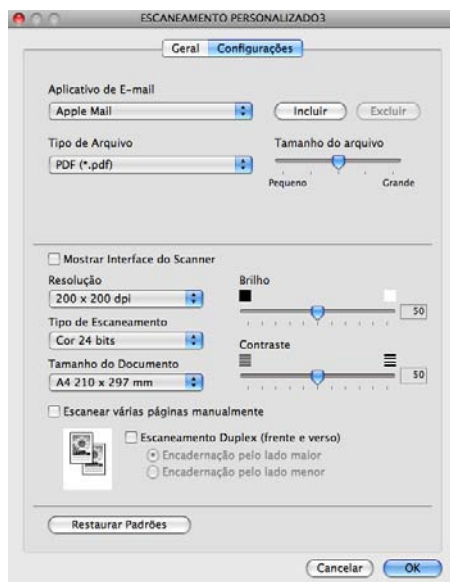 ESCANEAMENTO PERSONALIZADO3
Geral Configurações
Aplicativo de E-mail
Apple Mail Incluir Excluir
Tipo de Arquivo Tamanho do arquivo
PDF (*.pdf)
Pequeno Grande
Mostrar Interface do Scanner
Resolução Brilho
200 x 200 dpi 50
Tipo de Escaneamento
Cor 24 bits Contraste
Tamanho do Documento
A4 210 x 297 mm 50
Escanear várias páginas manualmente
Escaneamento Duplex (frente e verso)
Encadernação pelo lado maior
Encadernação pelo lado menor
Restaurar Padrões
Cancelar OK